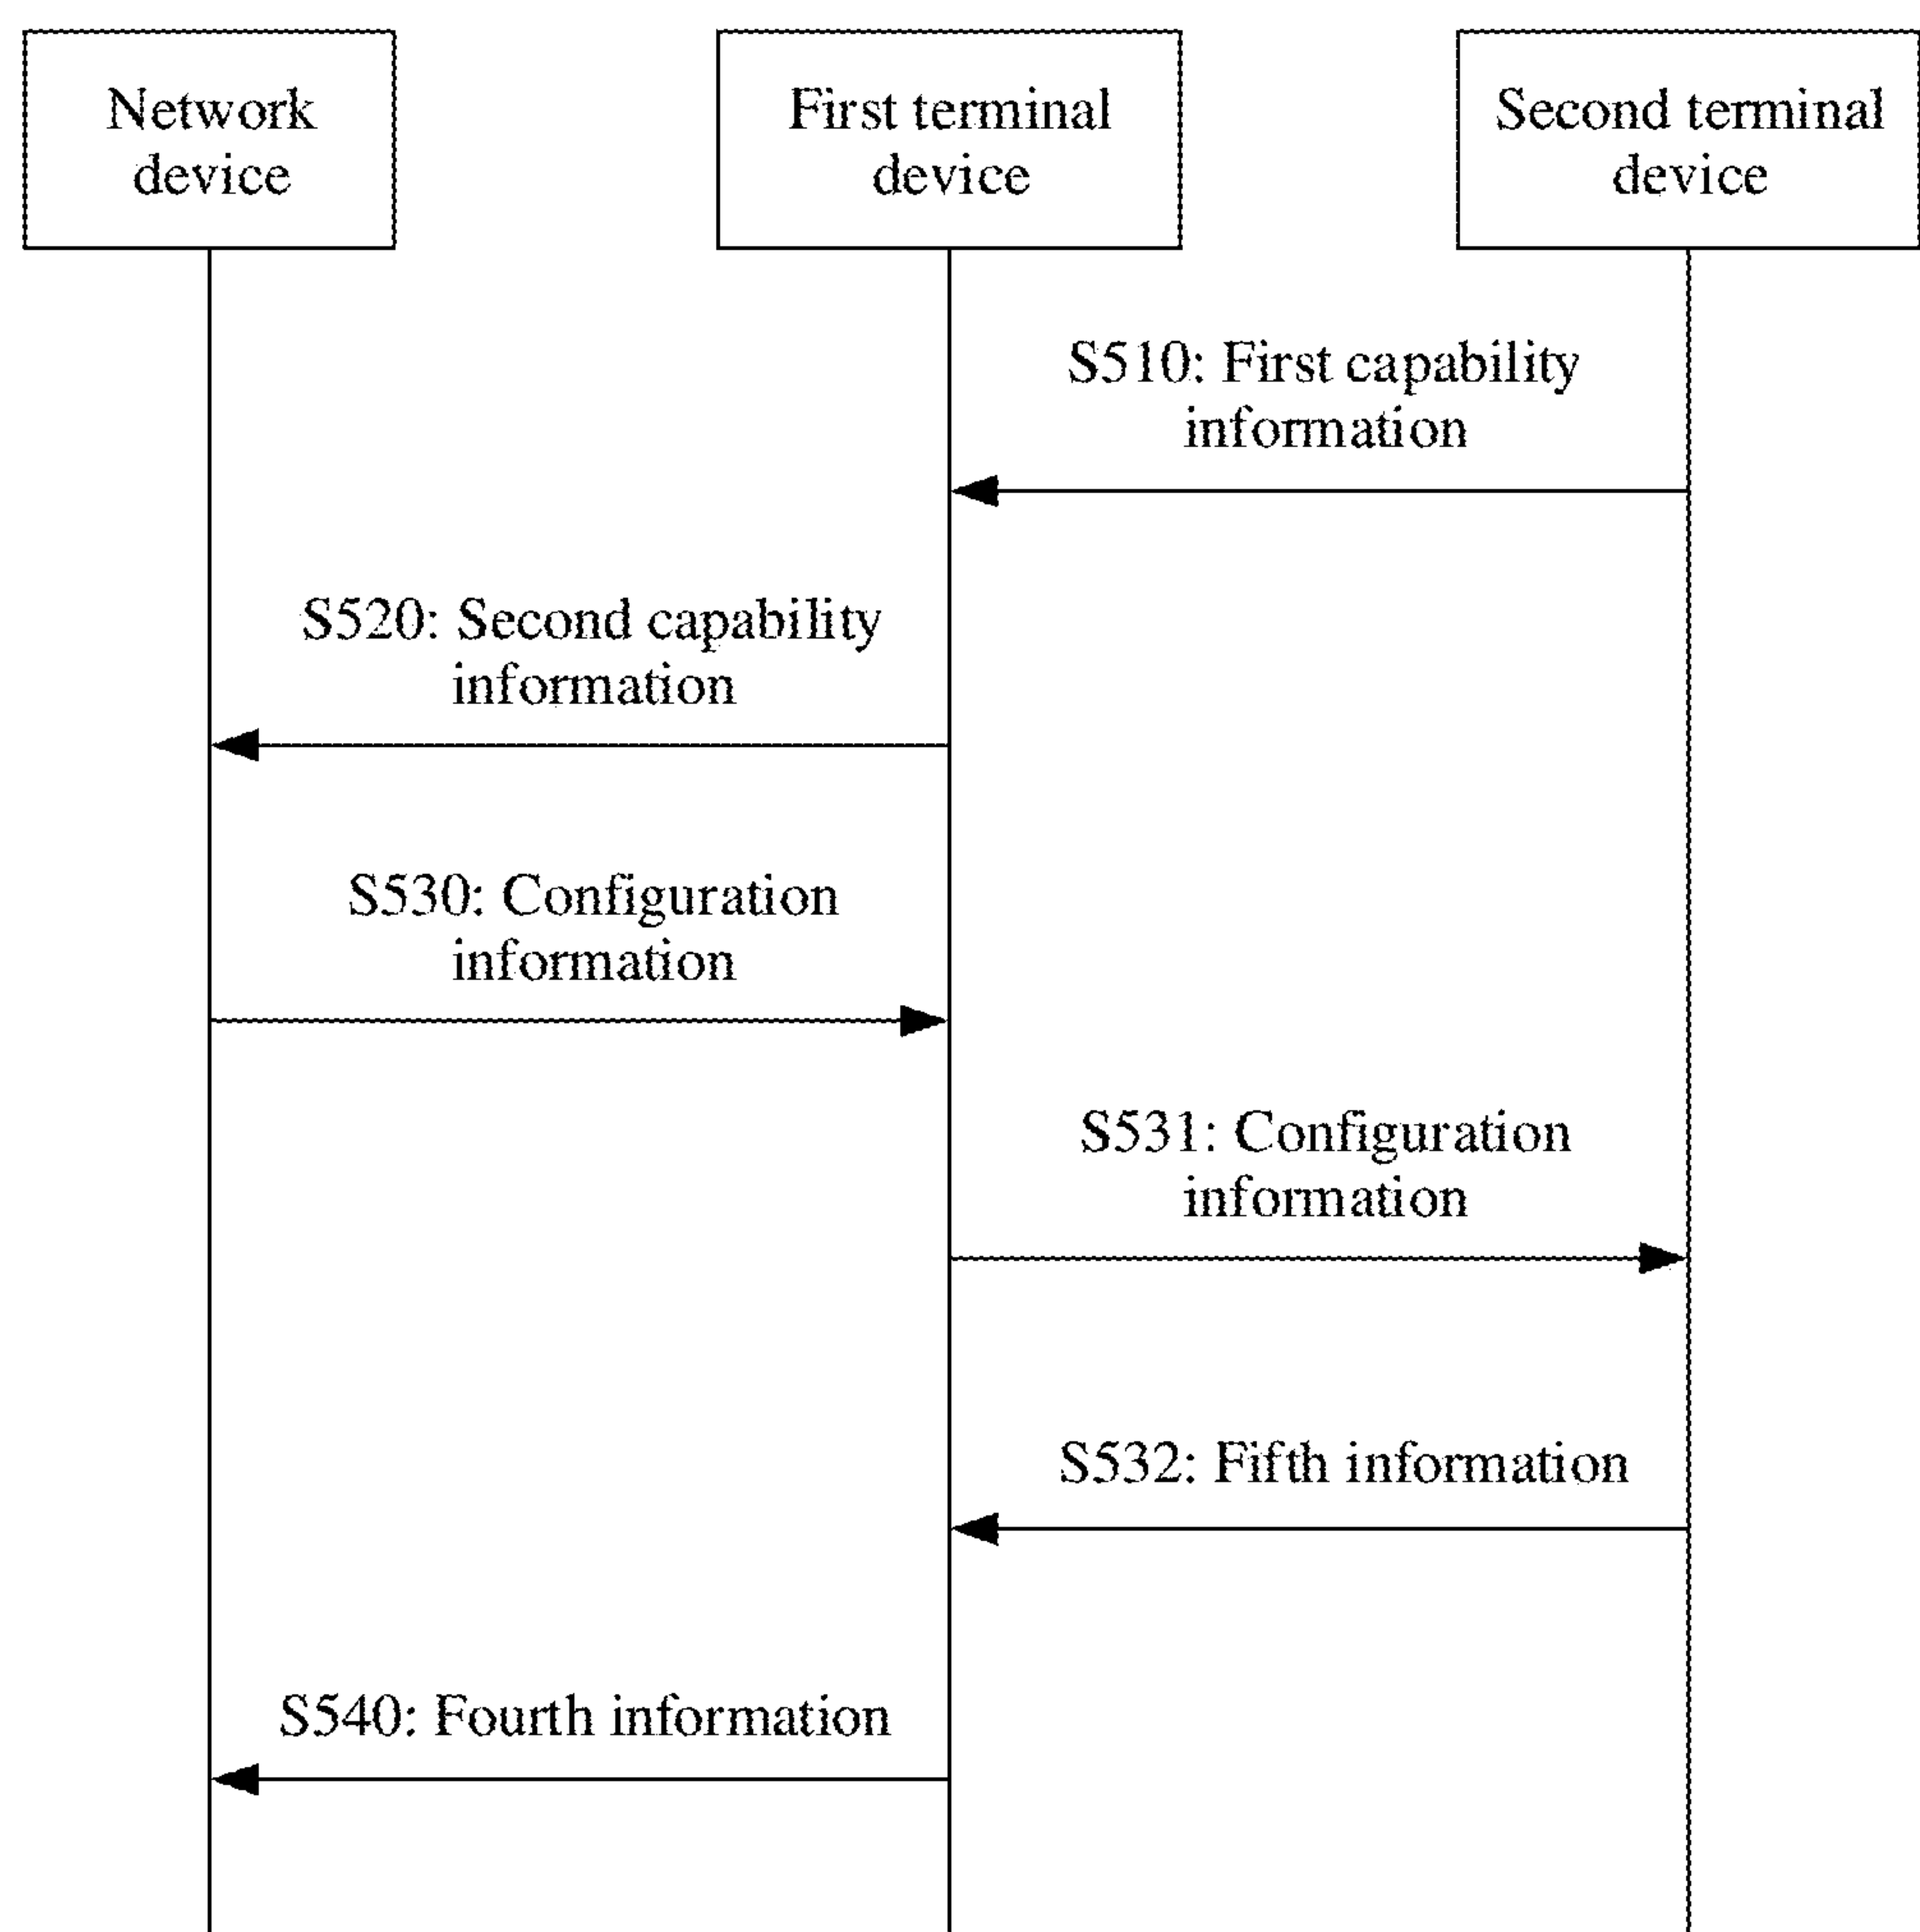 Network
device
First terminal
device
Second terminal
device
S510: First capability
information
S520: Second capability
information
S530: Configuration
information
S531: Configuration
information
S532: Fifth information
S540: Fourth information